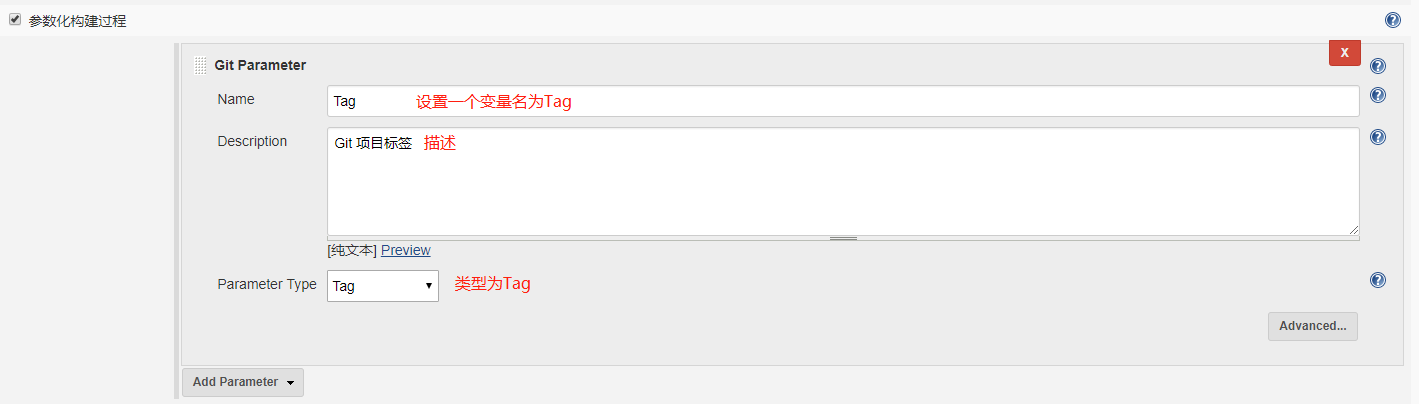 参数化构建过程
X
Git Parameter
Name Tag 设置一个变量名为Tag
Description Git 项目标签 描述
[纯文本] Preview
Parameter Type Tag 类型为Tag
Advanced...
Add Parameter